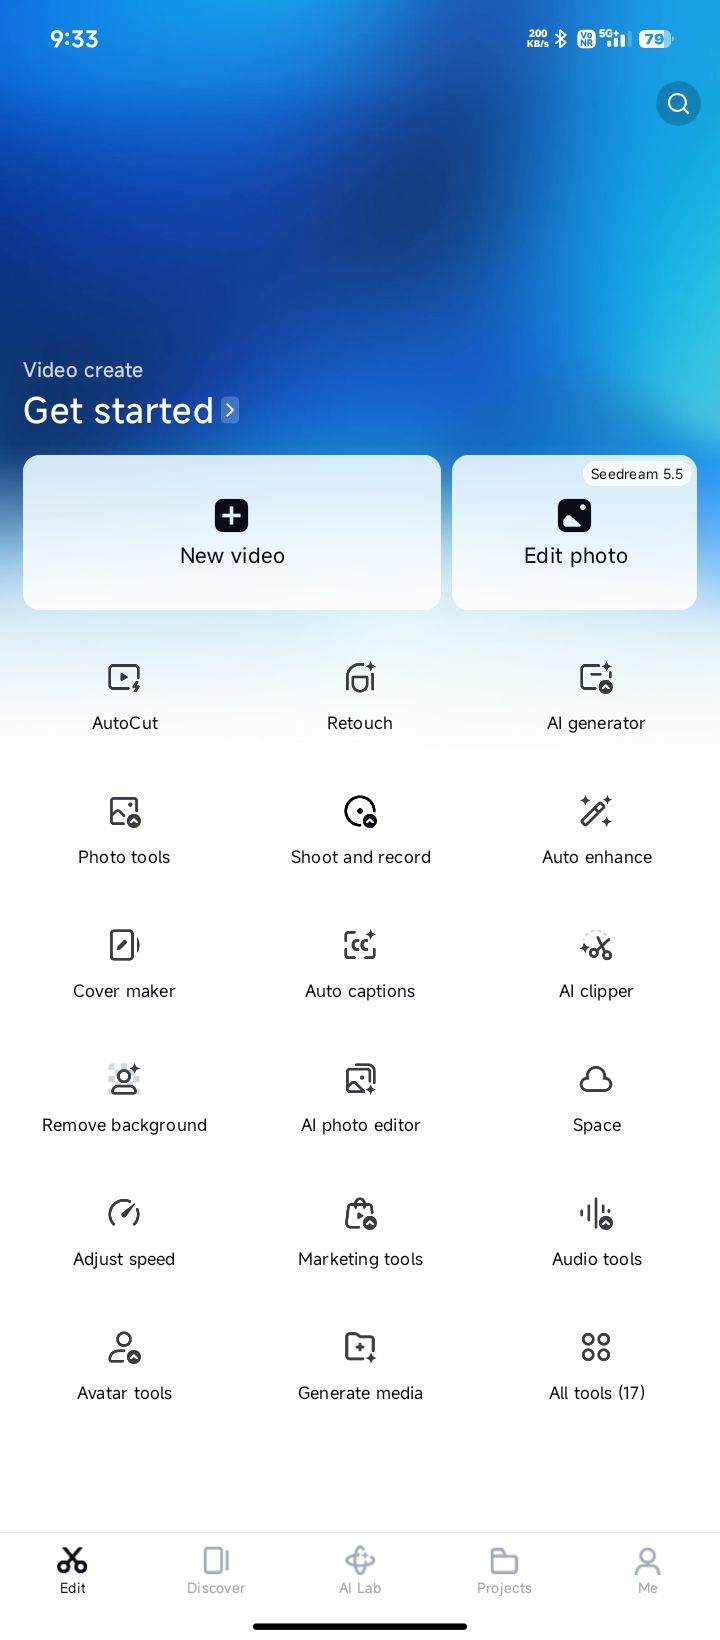 9:33
200
KB/s
Vo
NR
5G+
79
Video create
Get started
Seedream 5.5
New video
Edit photo
AutoCut
Retouch
AI generator
Photo tools
Shoot and record
Auto enhance
Cover maker
CC
Auto captions
AI clipper
Remove background
AI photo editor
Space
Adjust speed
Marketing tools
Audio tools
Avatar tools
Generate media
All tools (17)
Edit
Discover
AI Lab
Projects
Me